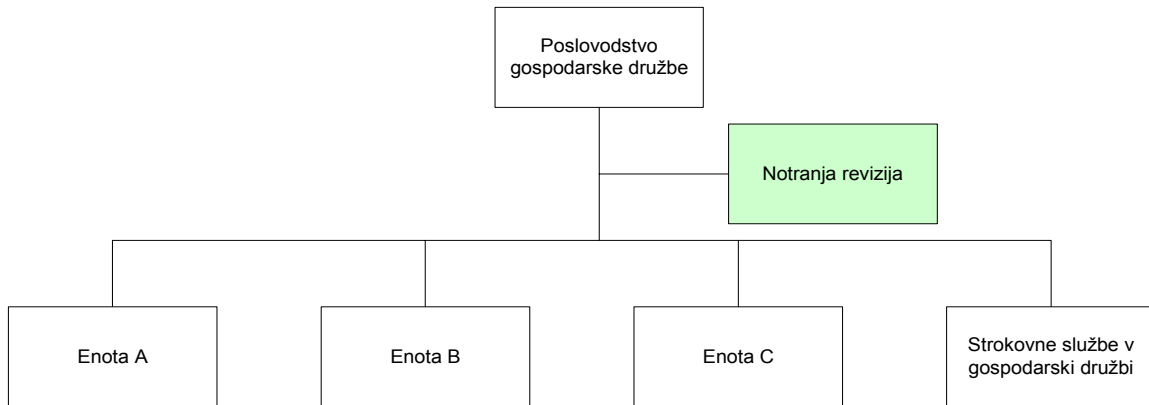 Poslovodstvo
gospodarske družbe
Notranja revizija
Enota A
Enota B
Enota C
Strokovne službe v
gospodarski družbi